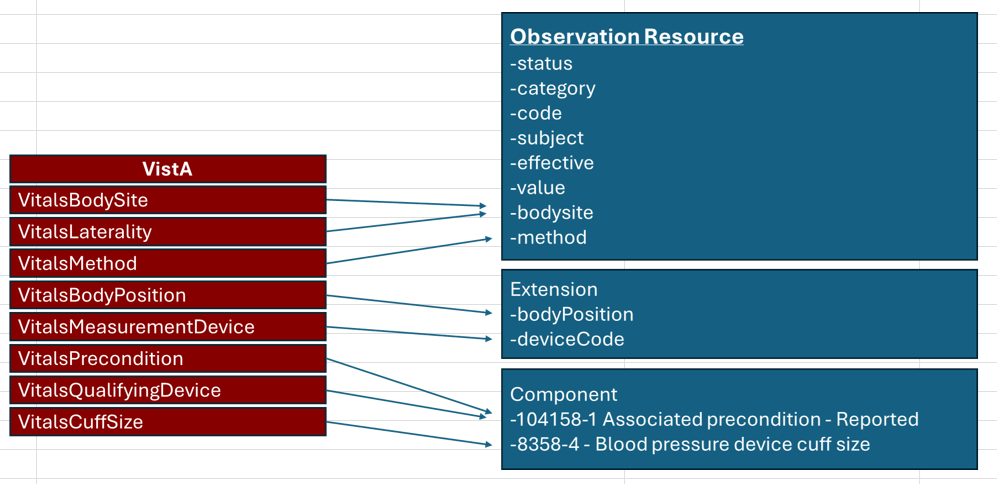 Observation Resource
-status
-category
-code
-subject
-effective
-value
-bodysite
-method
VistA
VitalsBodySite
VitalsLaterality
VitalsMethod
VitalsBodyPosition
VitalsMeasurementDevice
VitalsPrecondition
VitalsQualifyingDevice
VitalsCuffSize
Extension
-bodyPosition
-deviceCode
Component
-104158-1 Associated precondition - Reported
-8358-4 - Blood pressure device cuff size